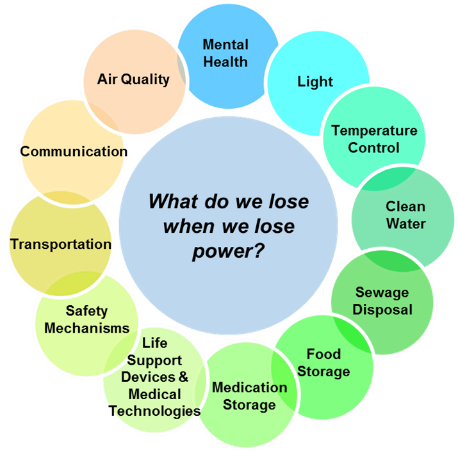 What do we lose
when we lose
power?
Mental
Health
Light
Temperature
Control
Clean
Water
Sewage
Disposal
Food
Storage
Medication
Storage
Life
Support
Devices &
Medical
Technologies
Safety
Mechanisms
Transportation
Communication
Air Quality